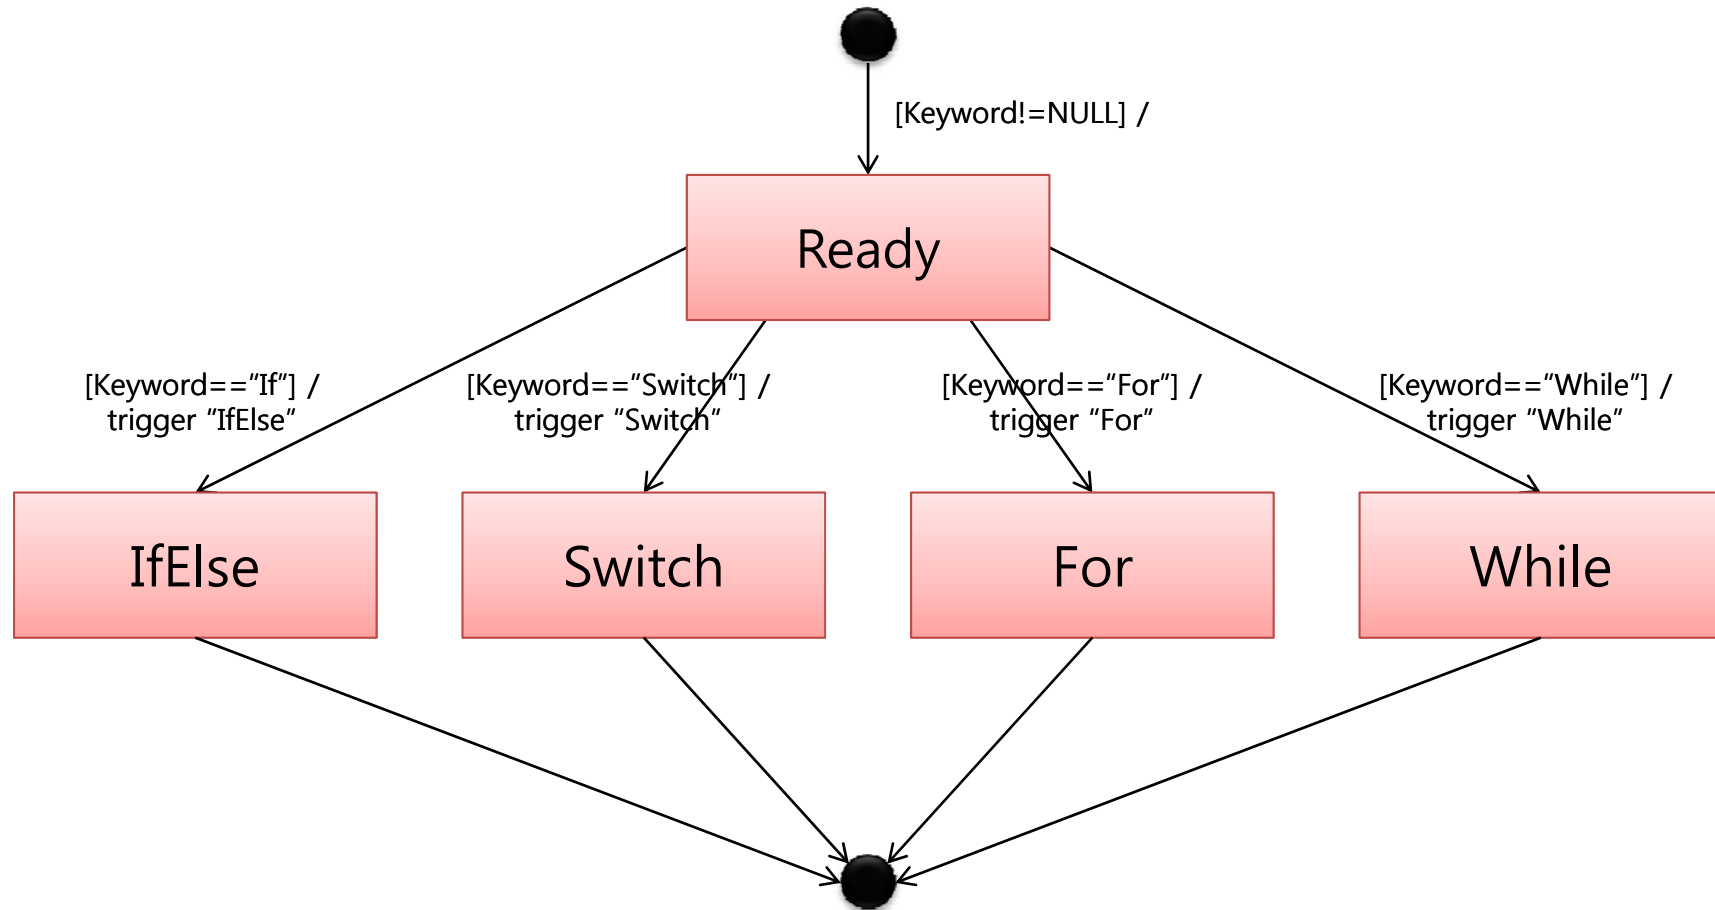 [Keyword!=NULL] /
Ready
[Keyword=="If"] /
trigger "IfElse"
[Keyword=="Switch"] /
trigger "Switch"
[Keyword=="For"] /
trigger "For"
[Keyword=="While"] /
trigger "While"
IfElse
Switch
For
While